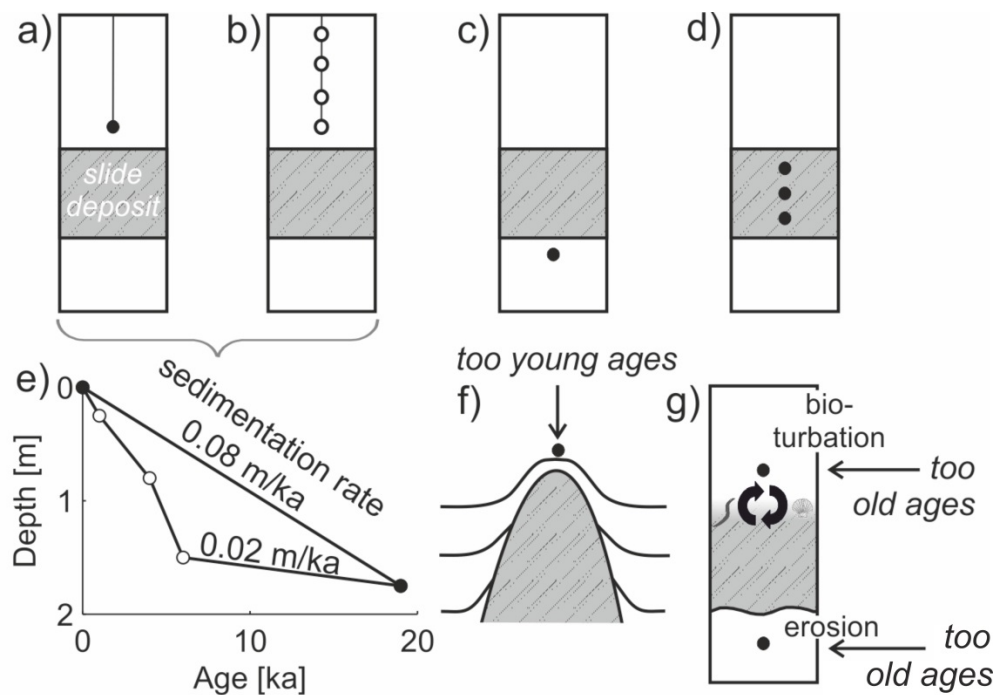 a)
b)
c)
d)
slide
deposit
e)
sedimentation rate
0.08 m/ka
0.02 m/ka
0
1
2
Depth [m]
0
10
20
Age [ka]
too young ages
f)
g)
bio-
turbation
too
old ages
erosion
too
old ages